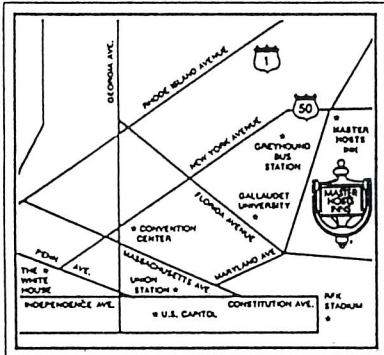 GEORGIA AVE.
RHODE ISLAND AVENUE
1
50
NEW YORK AVENUE
★ MASTER
HOSTS
INN
★
GREYHOUND
BUS
STATION
MASTER
HOSTS
INNS
GALLAUDET
UNIVERSITY
★
FLORIDA AVENUE
★ CONVENTION
CENTER
PENN AVE.
MASSACHUSETTS AVE.
MARYLAND AVE.
THE ★
WHITE
HOUSE
UNION
STATION ★
INDEPENDENCE AVE.
CONSTITUTION AVE.
RFK
STADIUM
★
★ U.S. CAPITOL